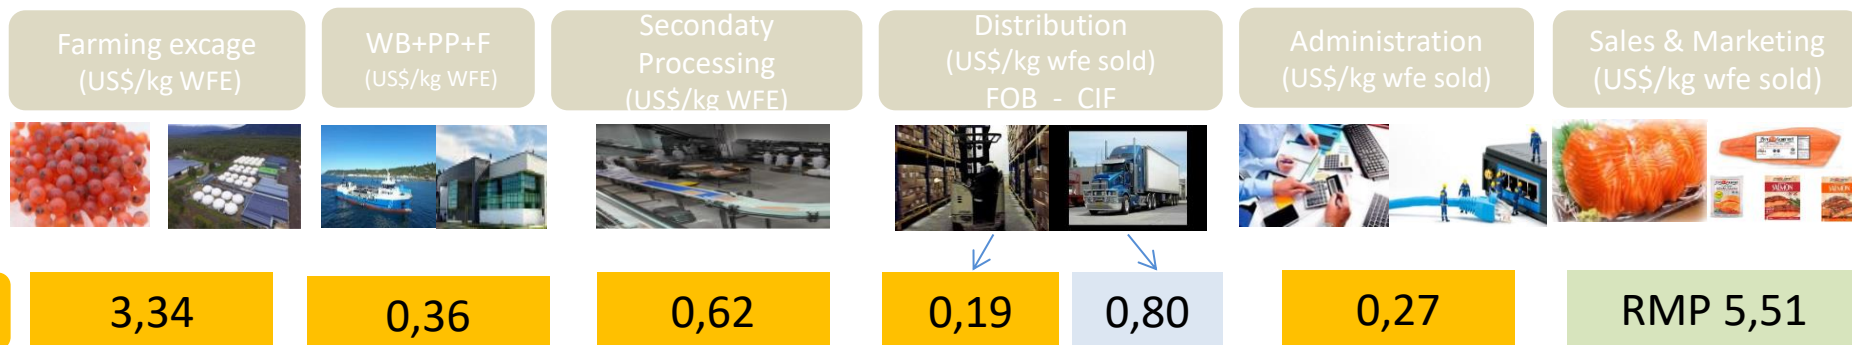 Farming excage
(US$/kg WFE)
WB+PP+F
(US$/kg WFE)
Secondaty
Processing
(US$/kg WFE)
Distribution
(US$/kg wfe sold)
FOB - CIF
Administration
(US$/kg wfe sold)
Sales & Marketing
(US$/kg wfe sold)
SALMON
3,34
0,36
0,62
0,19
0,80
0,27
RMP 5,51